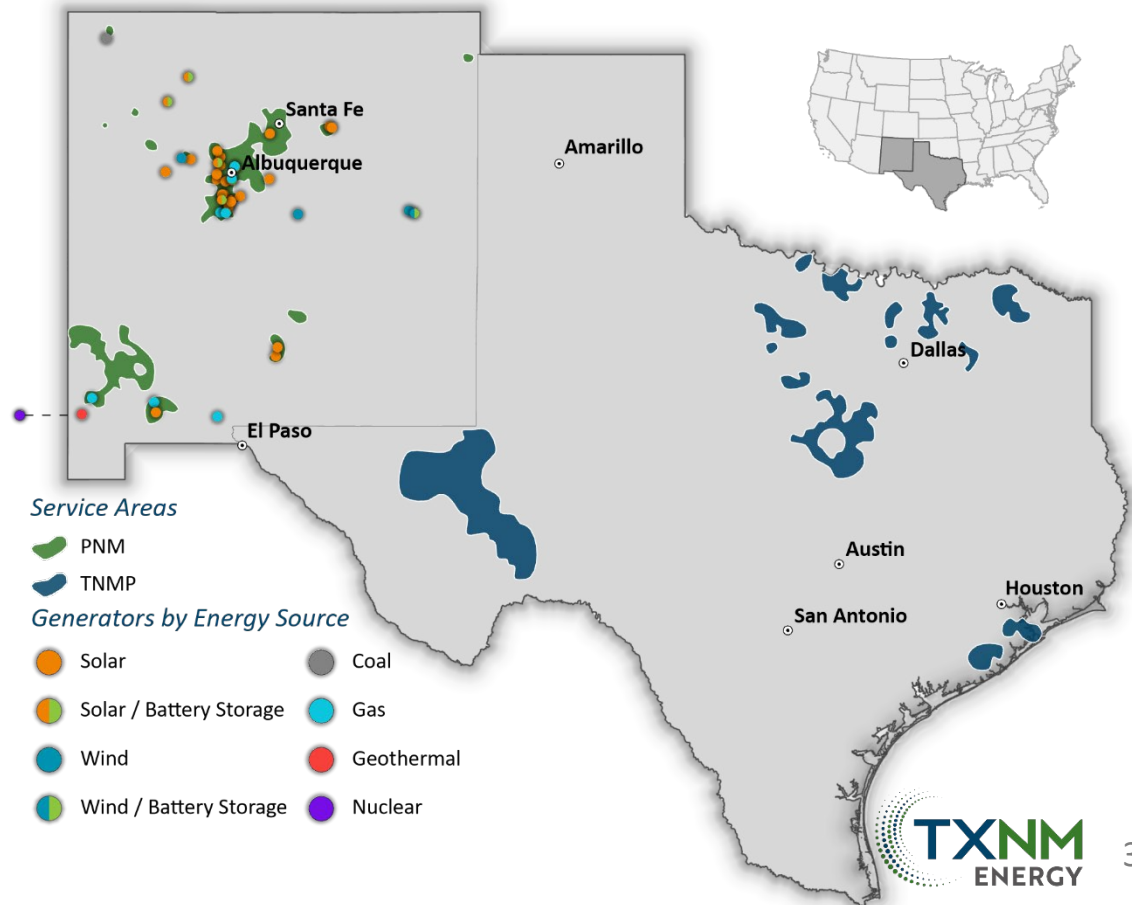 Santa Fe
Albuquerque
Amarillo
Dallas
El Paso
Austin
Houston
San Antonio
Service Areas
PNM
TNMP
Generators by Energy Source
Solar
Solar / Battery Storage
Wind
Wind / Battery Storage
Coal
Gas
Geothermal
Nuclear
TXNM
ENERGY
3